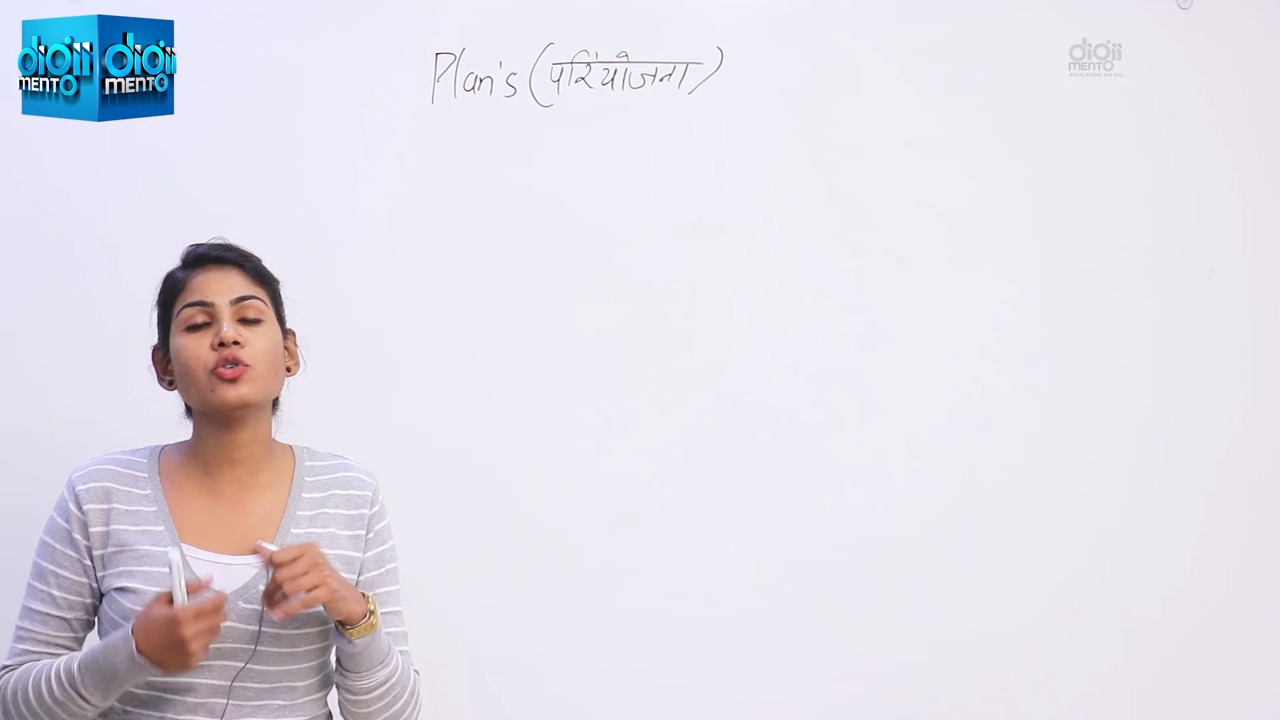 digii
MENTO
digii
MENTO
Plan's (परियोजना)
digii
MENTO